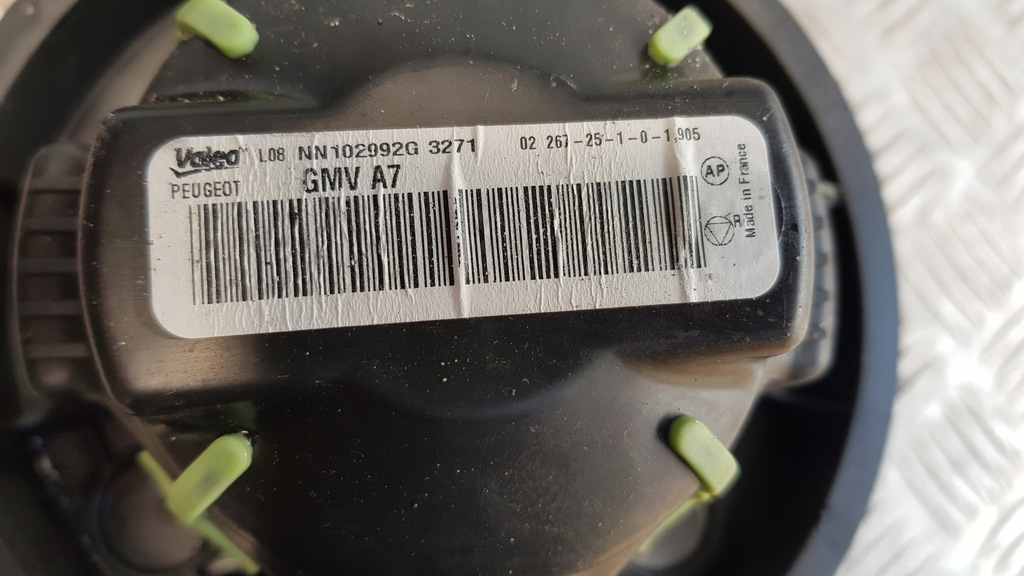 Valeo L08 NN102992G 3271 02 267-25-1-0-1,905
PEUGEOT GMV A7
AP
R
Made in France